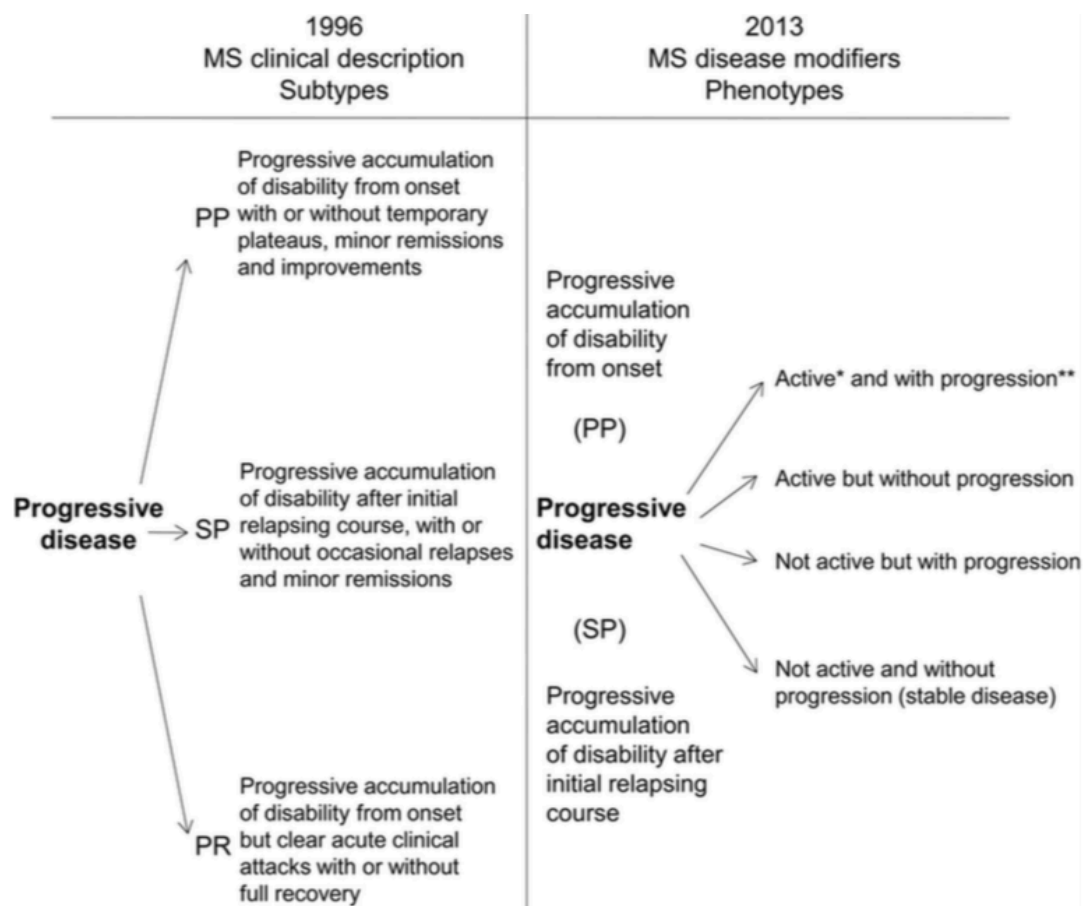 1996
MS clinical description
Subtypes
Progressive accumulation
of disability from onset
PP with or without temporary
plateaus, minor remissions
and improvements
Progressive
disease
Progressive accumulation
of disability after initial
SP relapsing course, with or
without occasional relapses
and minor remissions
Progressive accumulation
of disability from onset
PR but clear acute clinical
attacks with or without
full recovery
2013
MS disease modifiers
Phenotypes
Progressive
accumulation
of disability
from onset
(PP)
Progressive
disease
(SP)
Progressive
accumulation
of disability after
initial relapsing
course
Active* and with progression**
Active but without progression
Not active but with progression
Not active and without
progression (stable disease)